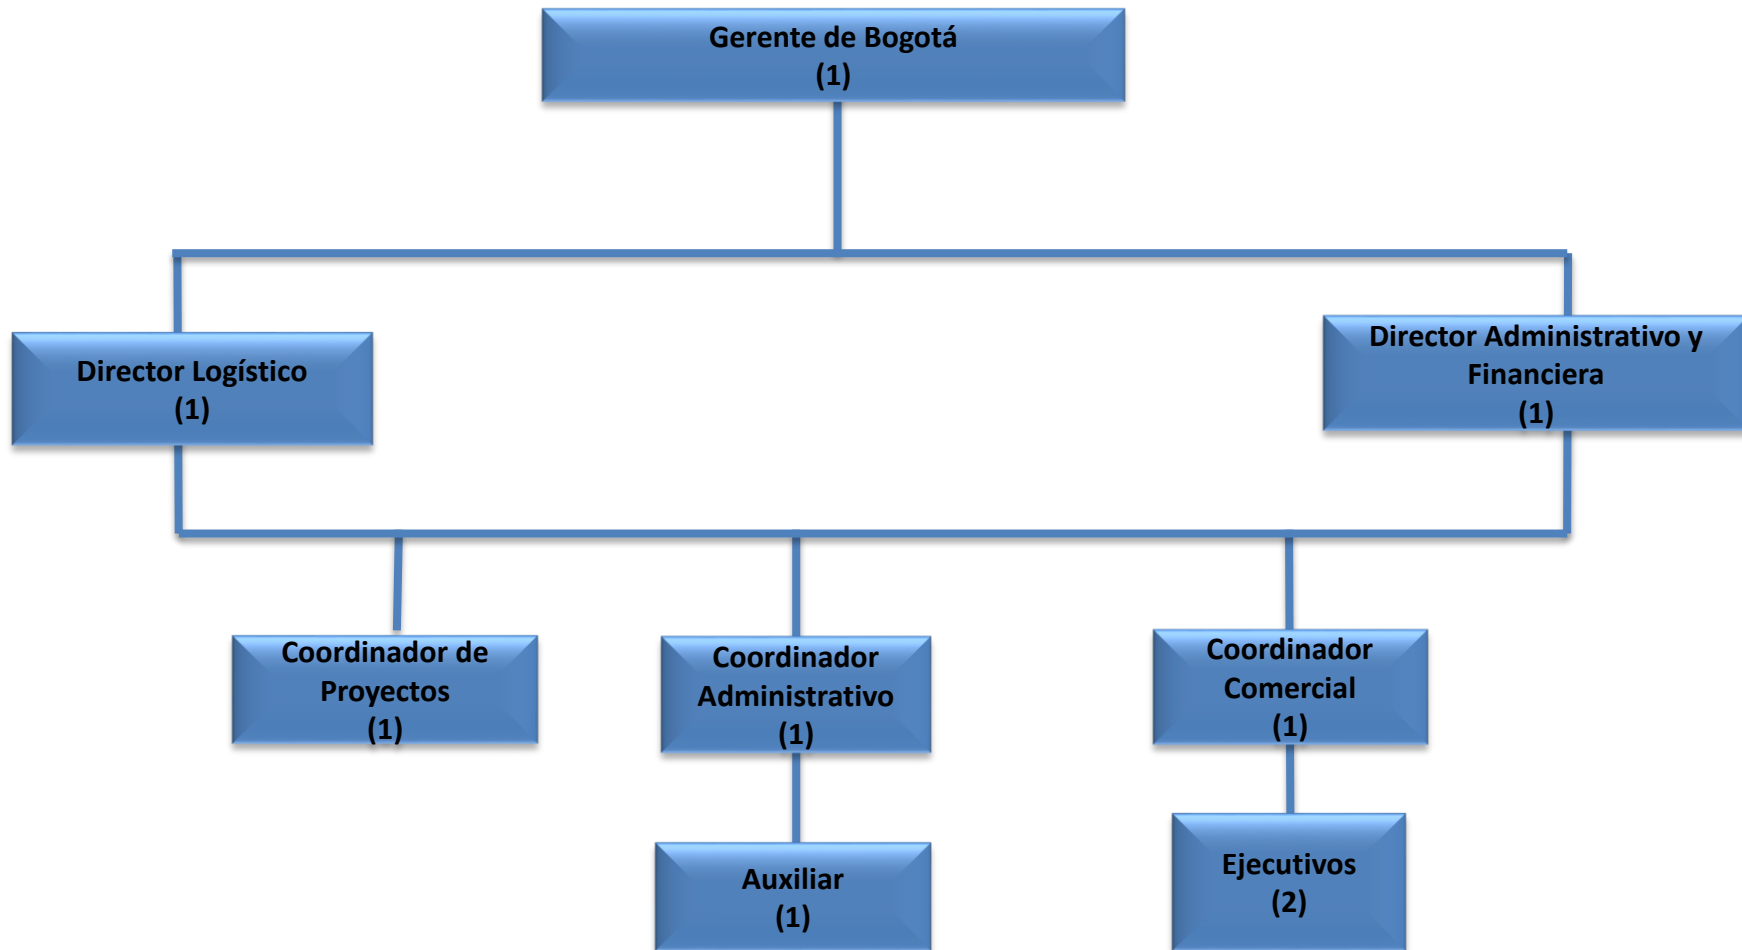 Gerente de Bogotá
(1)
Director Logístico
(1)
Director Administrativo y
Financiera
(1)
Coordinador de
Proyectos
(1)
Coordinador
Administrativo
(1)
Coordinador
Comercial
(1)
Auxiliar
(1)
Ejecutivos
(2)